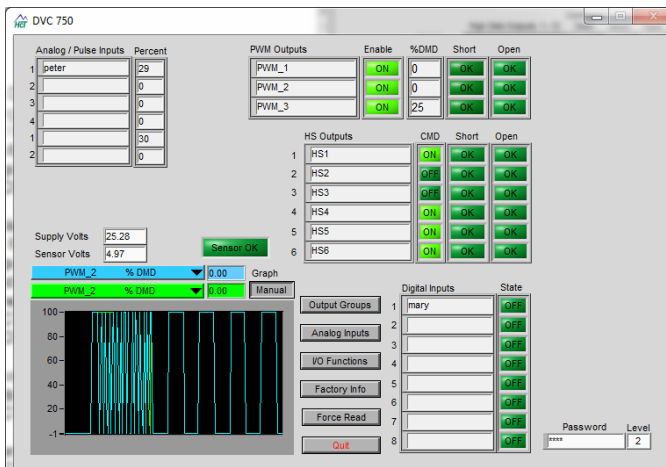 HCT DVC 750
Analog / Pulse Inputs Percent
1 peter 29
2 0
3 0
4 0
1 30
2 0
PWM Outputs Enable %DMD Short Open
PWM_1 ON 0 OK OK
PWM_2 ON 0 OK OK
PWM_3 ON 25 OK OK
HS Outputs CMD Short Open
1 HS1 ON OK OK
2 HS2 OFF OK OK
3 HS3 OFF OK OK
4 HS4 ON OK OK
5 HS5 ON OK OK
6 HS6 ON OK OK
Supply Volts 25.28
Sensor Volts 4.97
Sensor OK
PWM_2 % DMD 0.00 Graph
PWM_2 % DMD 0.00 Manual
100
80
60
40
20
-1
Output Groups
Analog Inputs
I/O Functions
Factory Info
Force Read
Quit
Digital Inputs State
1 mary OFF
2 OFF
3 OFF
4 OFF
5 OFF
6 OFF
7 OFF
8 OFF
Password Level
**** 2